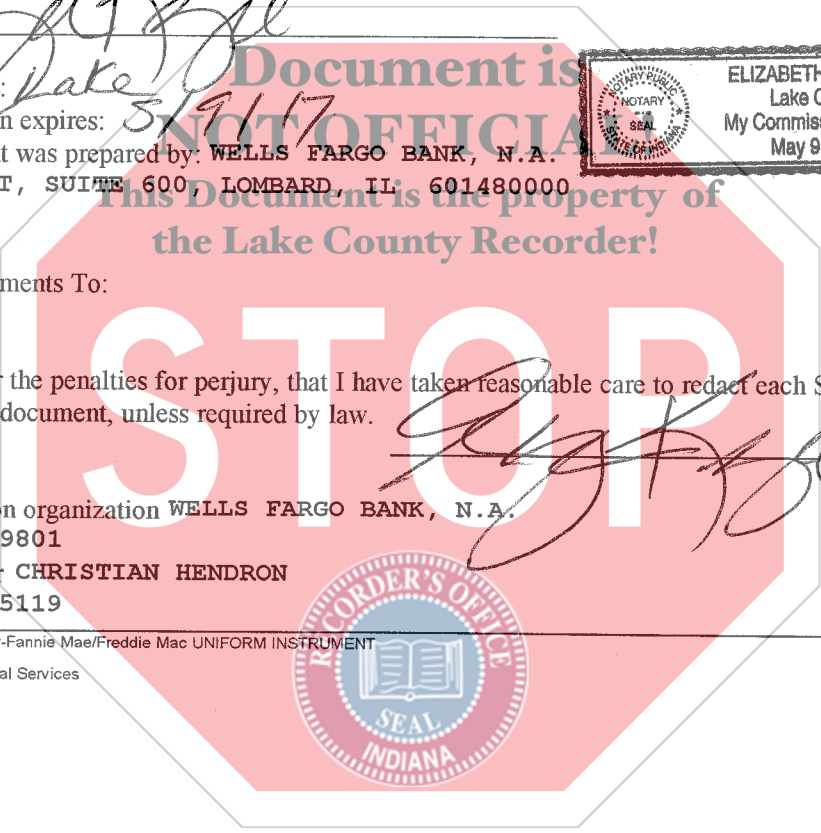 Document is
Lake
NOT OFFICIAL
n expires: 5/9/17
t was prepared by: WELLS FARGO BANK, N.A.
T, SUITE 600, LOMBARD, IL 601480000
This Document is the property of
the Lake County Recorder!
ELIZABETH
Lake C
My Commis
May 9
NOTARY PUBLIC
NOTARY
SEAL
STATE OF INDIANA
ments To:
STOP
r the penalties for perjury, that I have taken reasonable care to redact each S
document, unless required by law.
n organization WELLS FARGO BANK, N.A.
9801
r CHRISTIAN HENDRON
5119
-Fannie Mae/Freddie Mac UNIFORM INSTRUMENT
al Services
RECORDER'S OFFICE
SEAL
INDIANA